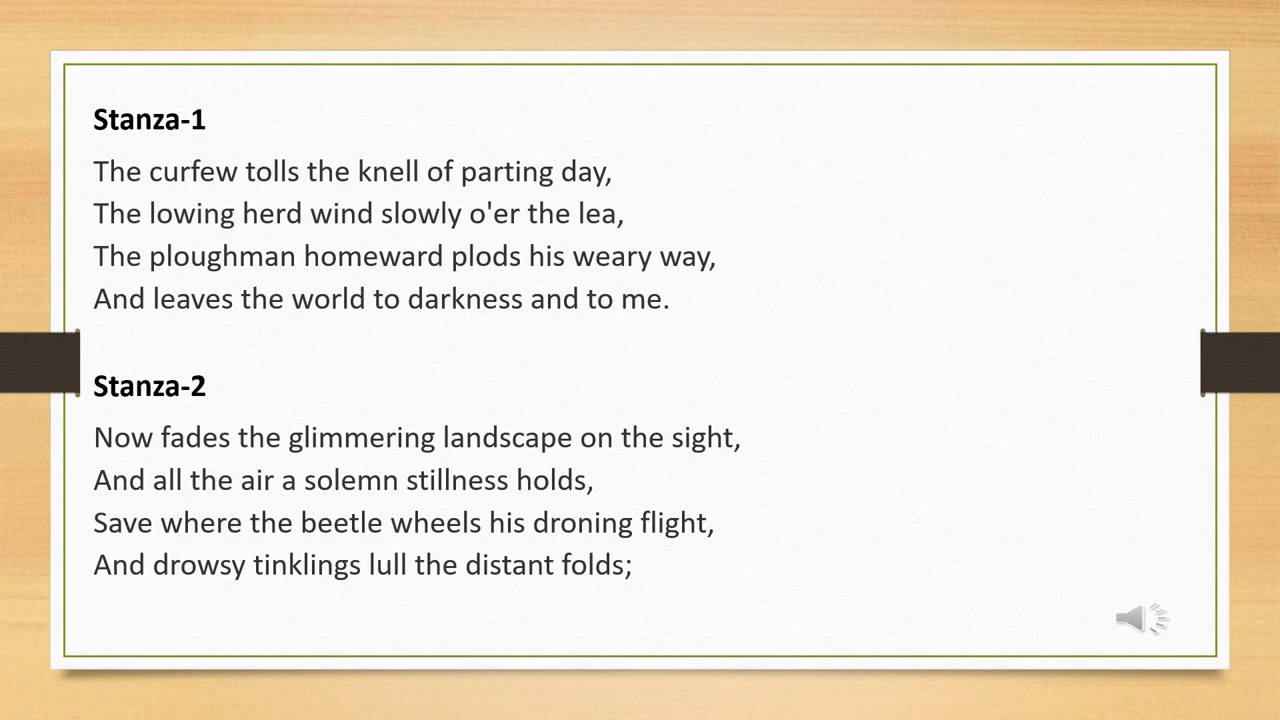 Stanza-1
The curfew tolls the knell of parting day,
The lowing herd wind slowly o'er the lea,
The ploughman homeward plods his weary way,
And leaves the world to darkness and to me.
Stanza-2
Now fades the glimmering landscape on the sight,
And all the air a solemn stillness holds,
Save where the beetle wheels his droning flight,
And drowsy tinklings lull the distant folds;